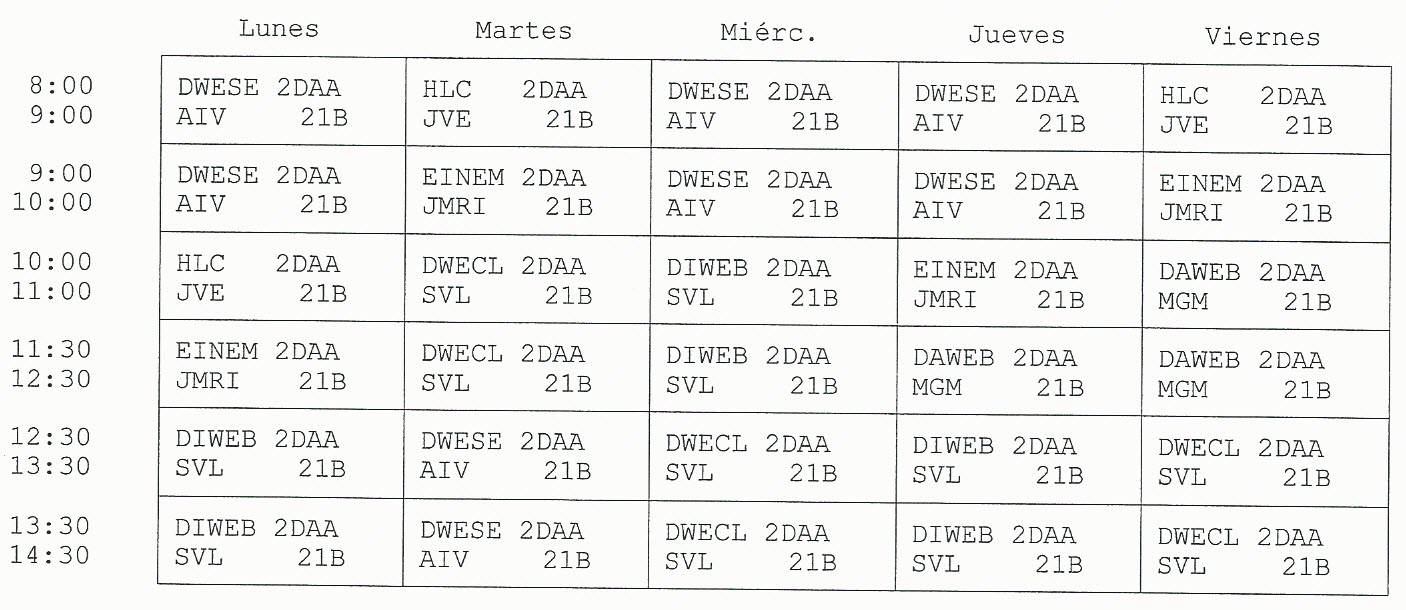 Lunes Martes Miérc. Jueves Viernes
8:00 DWESE 2DAA HLC 2DAA DWESE 2DAA DWESE 2DAA HLC 2DAA
9:00 AIV 21B JVE 21B AIV 21B AIV 21B JVE 21B
9:00 DWESE 2DAA EINEM 2DAA DWESE 2DAA DWESE 2DAA EINEM 2DAA
10:00 AIV 21B JMRI 21B AIV 21B AIV 21B JMRI 21B
10:00 HLC 2DAA DWECL 2DAA DIWEB 2DAA EINEM 2DAA DAWEB 2DAA
11:00 JVE 21B SVL 21B SVL 21B JMRI 21B MGM 21B
11:30 EINEM 2DAA DWECL 2DAA DIWEB 2DAA DAWEB 2DAA DAWEB 2DAA
12:30 JMRI 21B SVL 21B SVL 21B MGM 21B MGM 21B
12:30 DIWEB 2DAA DWESE 2DAA DWECL 2DAA DIWEB 2DAA DWECL 2DAA
13:30 SVL 21B AIV 21B SVL 21B SVL 21B SVL 21B
13:30 DIWEB 2DAA DWESE 2DAA DWECL 2DAA DIWEB 2DAA DWECL 2DAA
14:30 SVL 21B AIV 21B SVL 21B SVL 21B SVL 21B